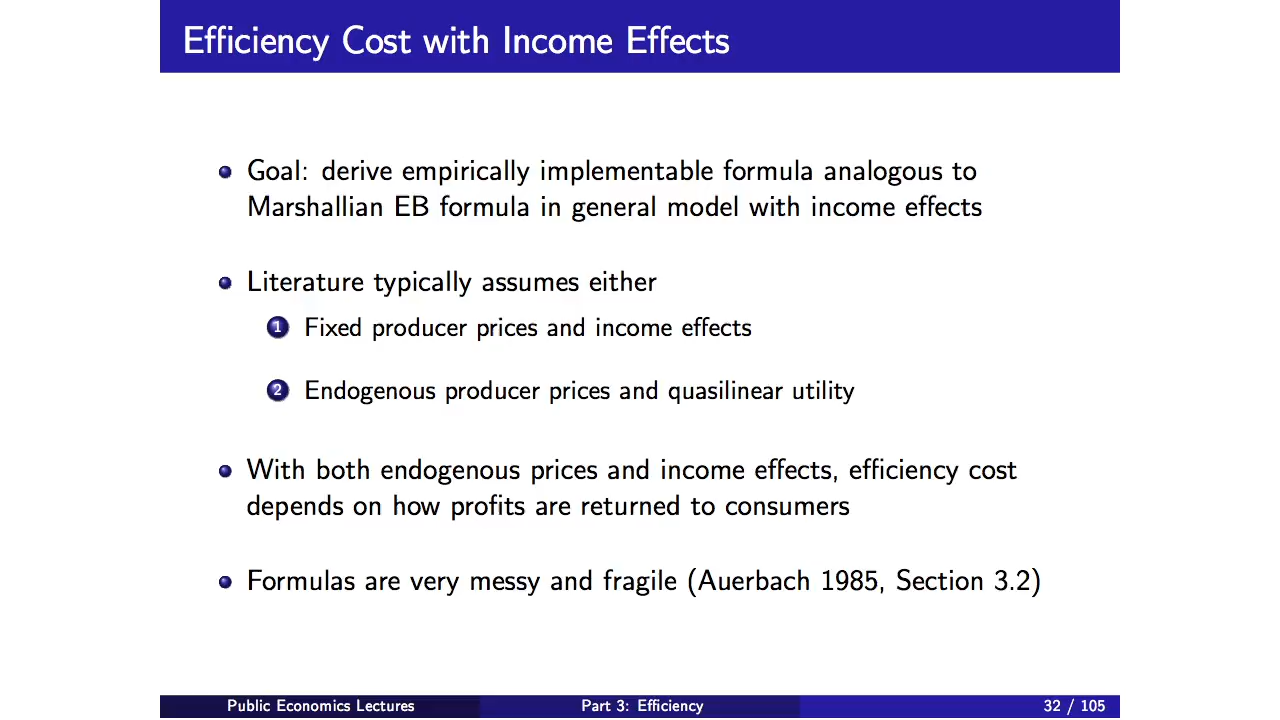 Efficiency Cost with Income Effects
Goal: derive empirically implementable formula analogous to
Marshallian EB formula in general model with income effects
Literature typically assumes either
1 Fixed producer prices and income effects
2 Endogenous producer prices and quasilinear utility
With both endogenous prices and income effects, efficiency cost
depends on how profits are returned to consumers
Formulas are very messy and fragile (Auerbach 1985, Section 3.2)
Public Economics Lectures
Part 3: Efficiency
32 / 105